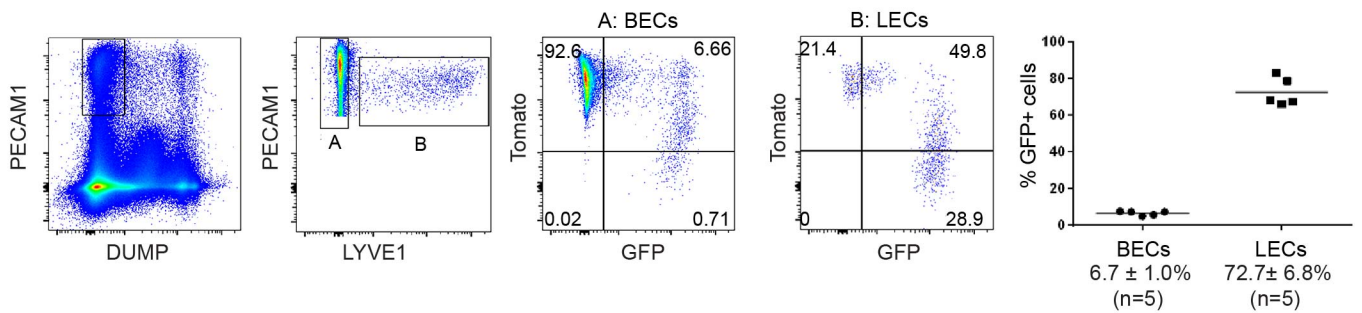 PECAM1
DUMP
PECAM1
A
B
LYVE1
A: BECs
92.6
6.66
Tomato
0.02
0.71
GFP
B: LECs
21.4
49.8
Tomato
0
28.9
GFP
% GFP+ cells
100
80
60
40
20
0
BECs
6.7 ± 1.0%
(n=5)
LECs
72.7± 6.8%
(n=5)